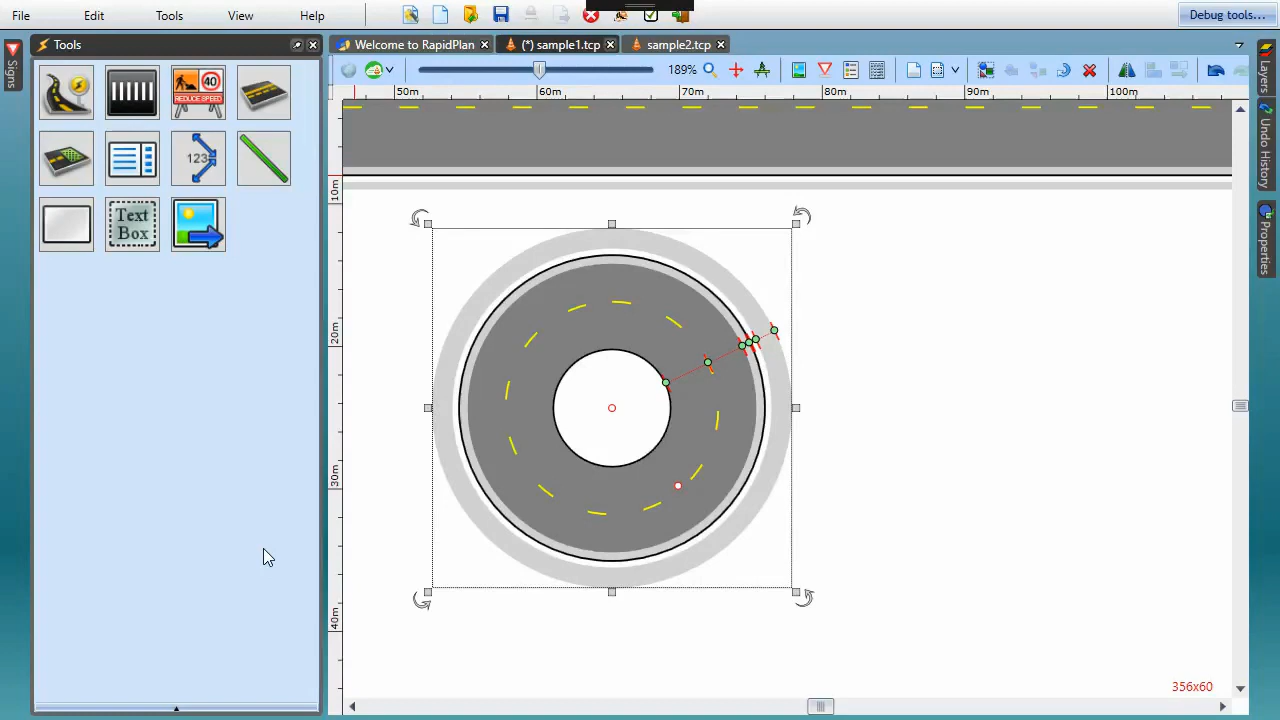 File Edit Tools View Help
Debug tools...
Signs
Tools
40
REDUCE SPEED
123
Text
Box
Welcome to RapidPlan
(*) sample1.tcp
sample2.tcp
189%
50m 60m 70m 80m 90m 100m
10m
20m
30m
40m
356x60
Layers
Undo History
Properties